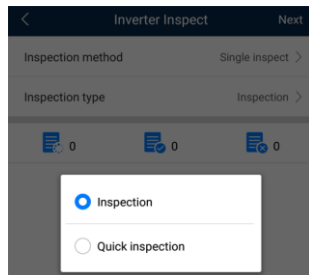 Inverter Inspect Next
Inspection method Single inspect
Inspection type Inspection
0 0 0
Inspection
Quick inspection